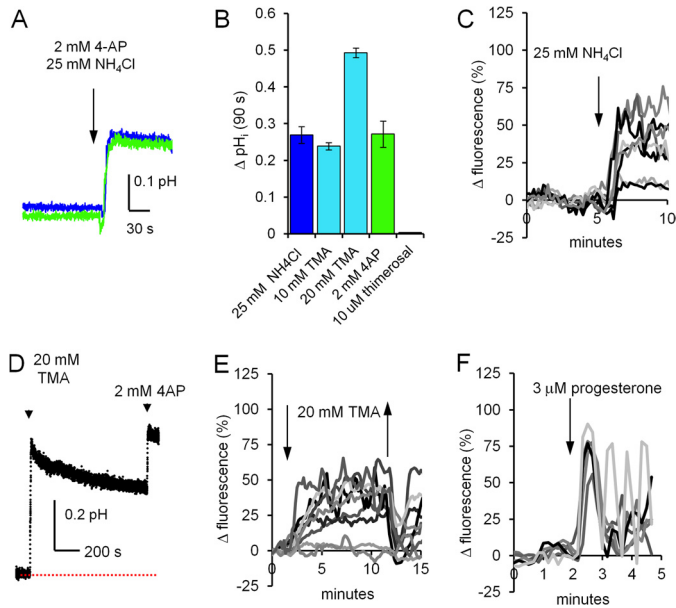 A
2 mM 4-AP
25 mM NH₄Cl
0.1 pH
30 s
B
Δ pHᵢ (90 s)
0.6
0.5
0.4
0.3
0.2
0.1
0
25 mM NH4Cl
10 mM TMA
20 mM TMA
2 mM 4AP
10 uM thimerosal
C
Δ fluorescence (%)
125
100
75
50
25
0
-25
25 mM NH₄Cl
0
5
10
minutes
D
20 mM
TMA
2 mM 4AP
0.2 pH
200 s
E
Δ fluorescence (%)
125
100
75
50
25
0
-25
20 mM TMA
0
5
10
15
minutes
F
Δ fluorescence (%)
125
100
75
50
25
0
-25
3 μM progesterone
0
1
2
3
4
5
minutes